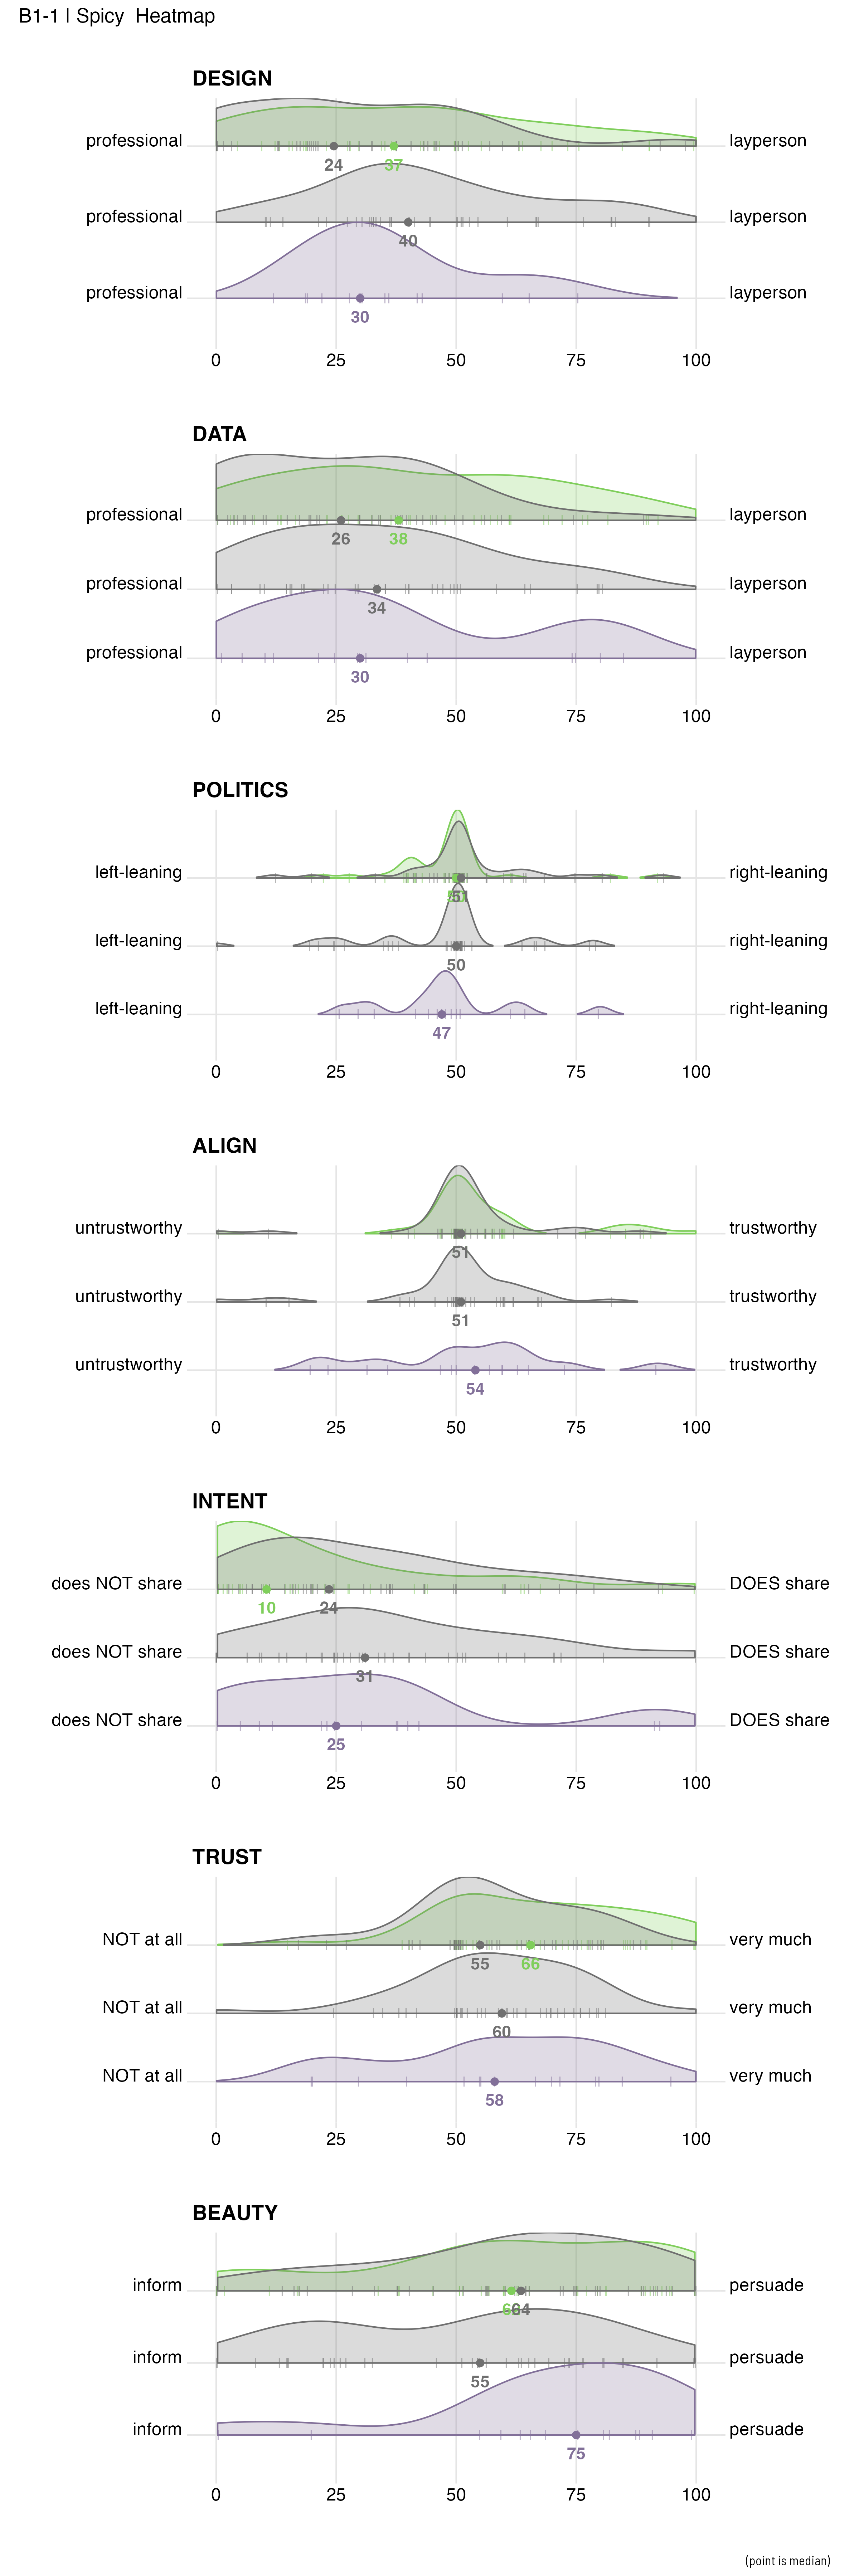 B1-1 | Spicy Heatmap
DESIGN
professional layperson
24 37
professional layperson
40
professional layperson
30
0 25 50 75 100
DATA
professional layperson
26 38
professional layperson
34
professional layperson
30
0 25 50 75 100
POLITICS
left-leaning right-leaning
51
left-leaning right-leaning
50
left-leaning right-leaning
47
0 25 50 75 100
ALIGN
untrustworthy trustworthy
51
untrustworthy trustworthy
51
untrustworthy trustworthy
54
0 25 50 75 100
INTENT
does NOT share DOES share
10 24
does NOT share DOES share
31
does NOT share DOES share
25
0 25 50 75 100
TRUST
NOT at all very much
55 66
NOT at all very much
60
NOT at all very much
58
0 25 50 75 100
BEAUTY
inform persuade
64
inform persuade
55
inform persuade
75
0 25 50 75 100
(point is median)